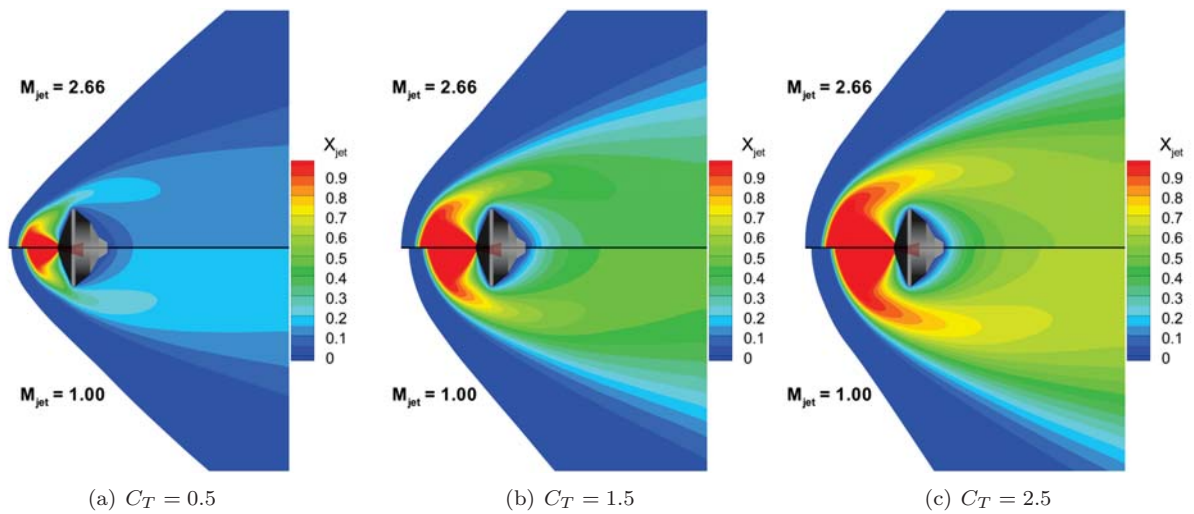 M_jet = 2.66
X_jet
0.9
0.8
0.7
0.6
0.5
0.4
0.3
0.2
0.1
0
M_jet = 1.00
(a) C_T = 0.5
M_jet = 2.66
X_jet
0.9
0.8
0.7
0.6
0.5
0.4
0.3
0.2
0.1
0
M_jet = 1.00
(b) C_T = 1.5
M_jet = 2.66
X_jet
0.9
0.8
0.7
0.6
0.5
0.4
0.3
0.2
0.1
0
M_jet = 1.00
(c) C_T = 2.5